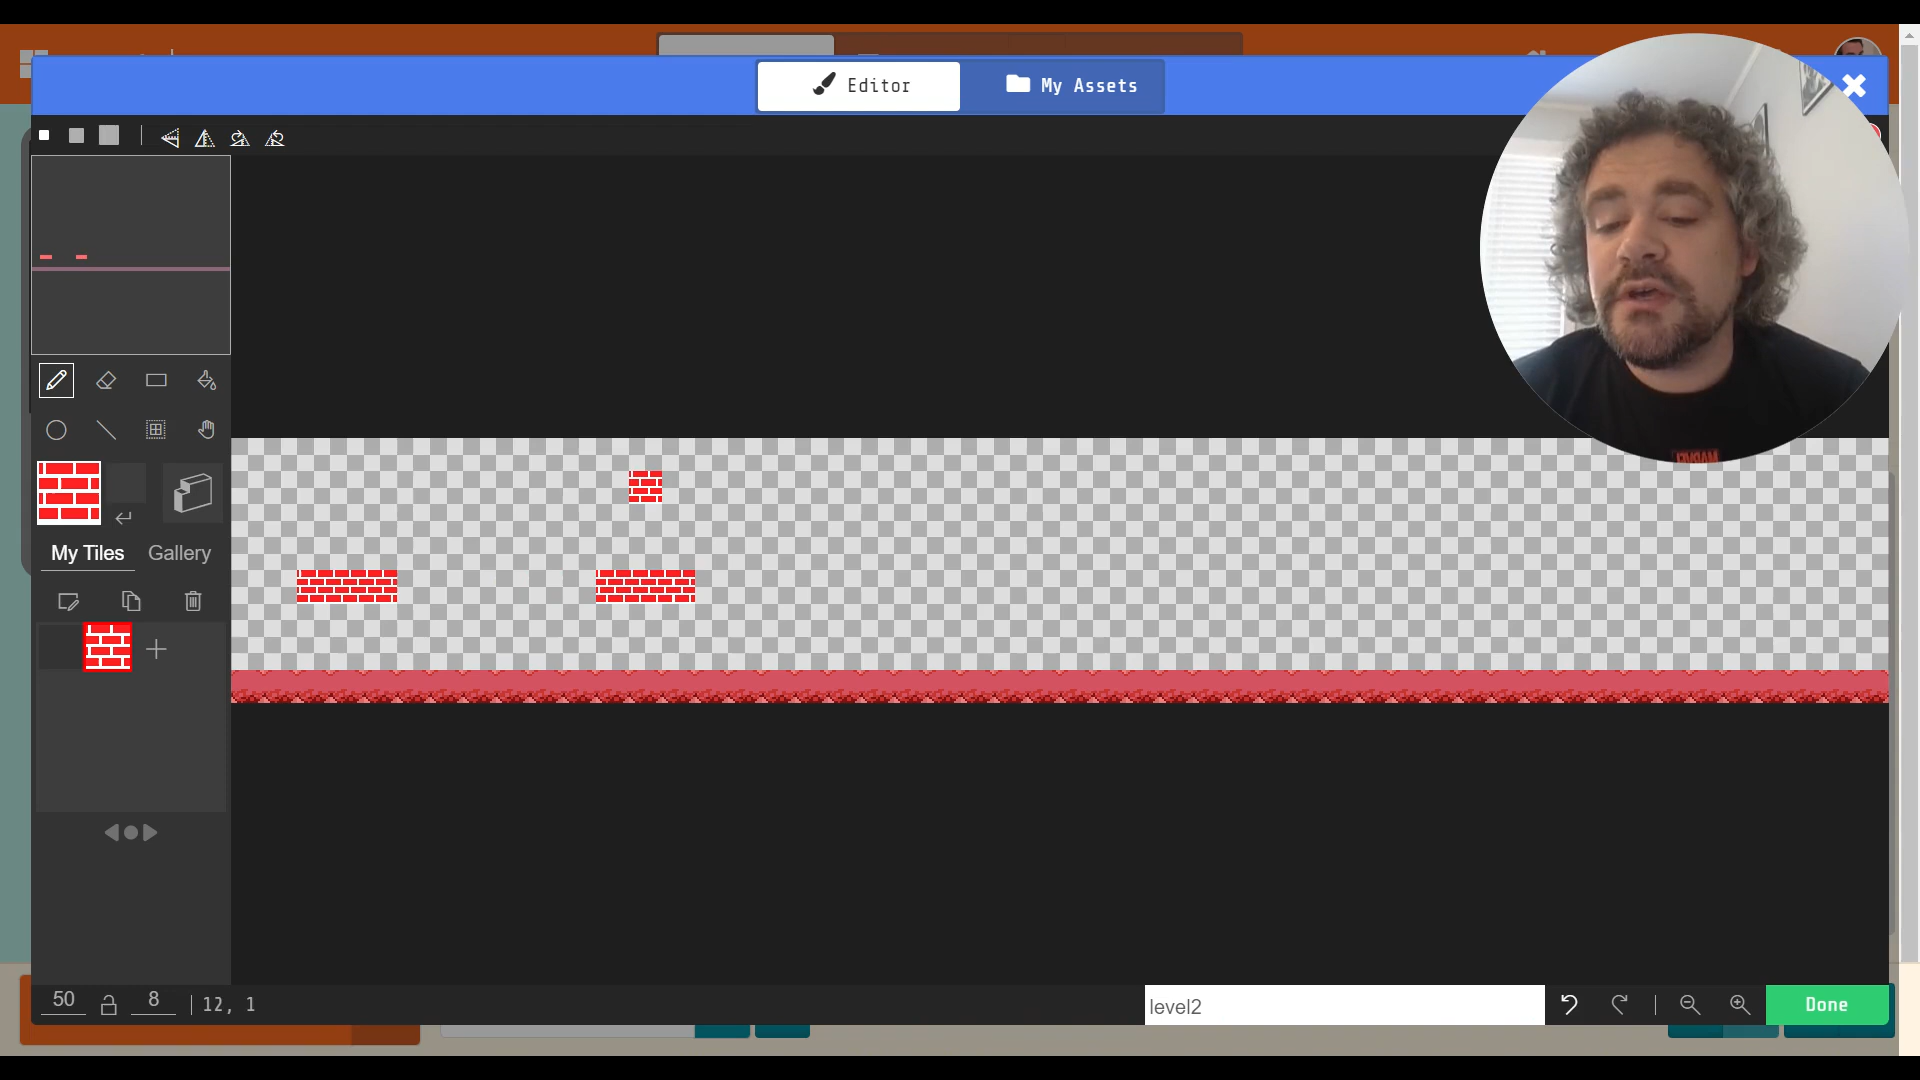 Editor
My Assets
My Tiles
Gallery
50
8
12, 1
level2
Done